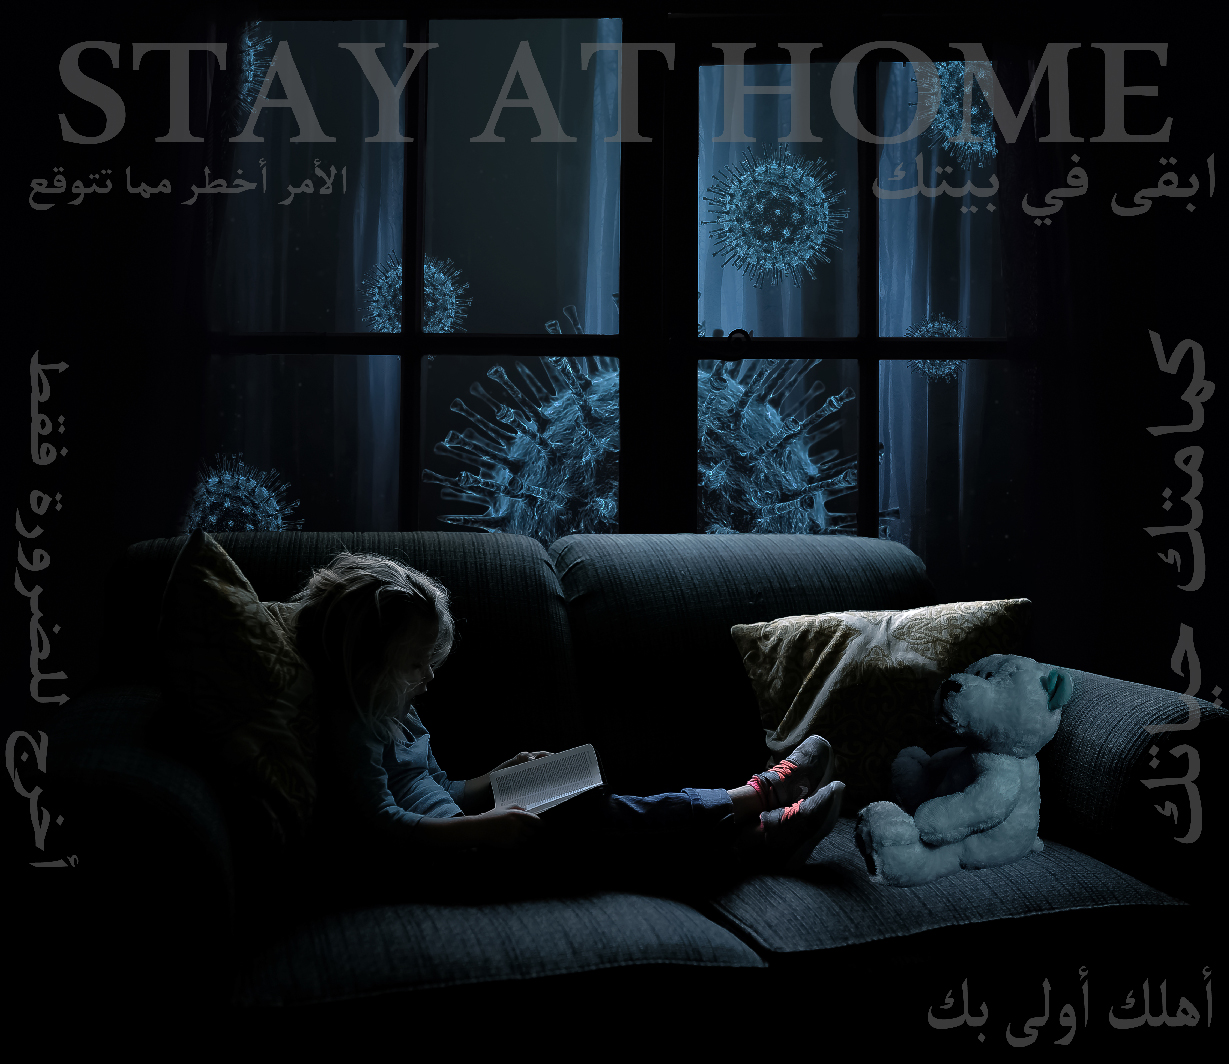 STAY AT HOME
ابقى في بيتك
الأمر أخطر مما تتوقع
كمامتك حياتك
أخرج للضرورة فقط
أهلك أولى بك